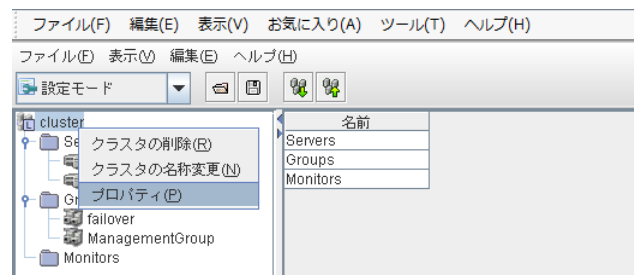 ファイル(F) 編集(E) 表示(V) お気に入り(A) ツール(T) ヘルプ(H)
ファイル(F) 表示(V) 編集(E) ヘルプ(H)
設定モード
cluster
名前
Se
クラスタの削除(R)
クラスタの名称変更(N)
プロパティ(P)
Servers
Groups
Monitors
Gr
failover
ManagementGroup
Monitors